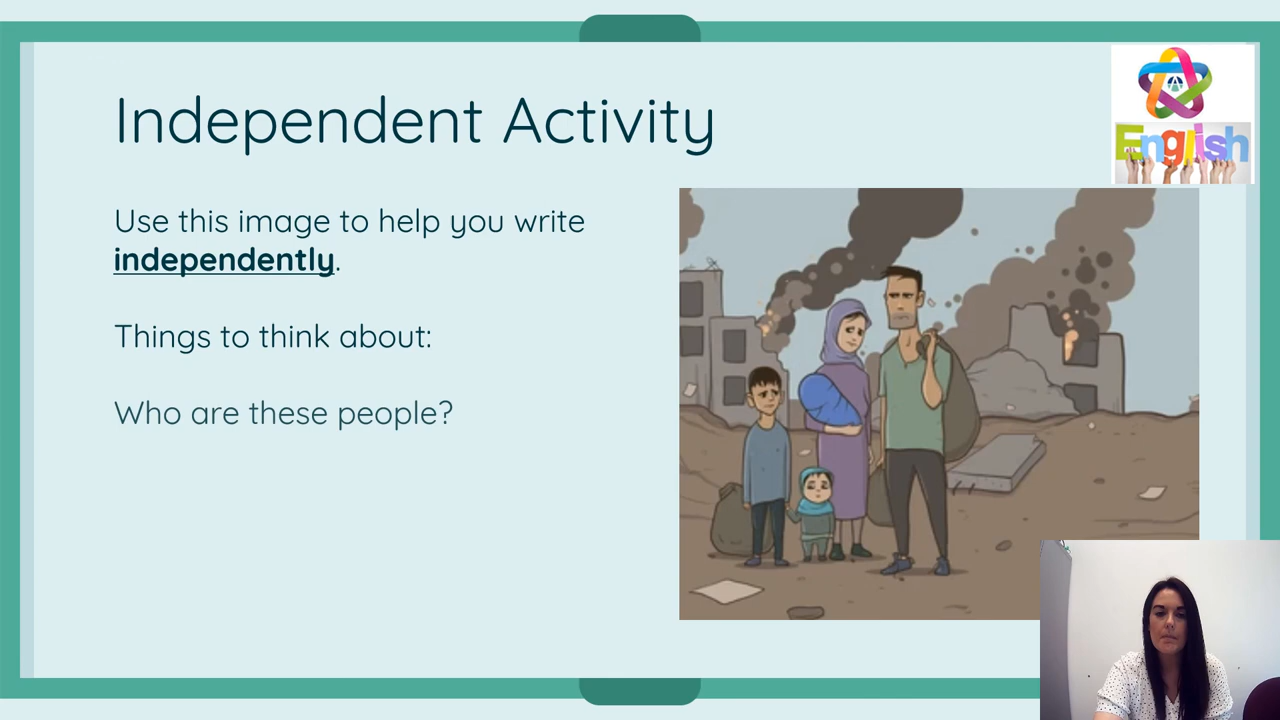 Independent Activity
English
Use this image to help you write
independently.
Things to think about:
Who are these people?